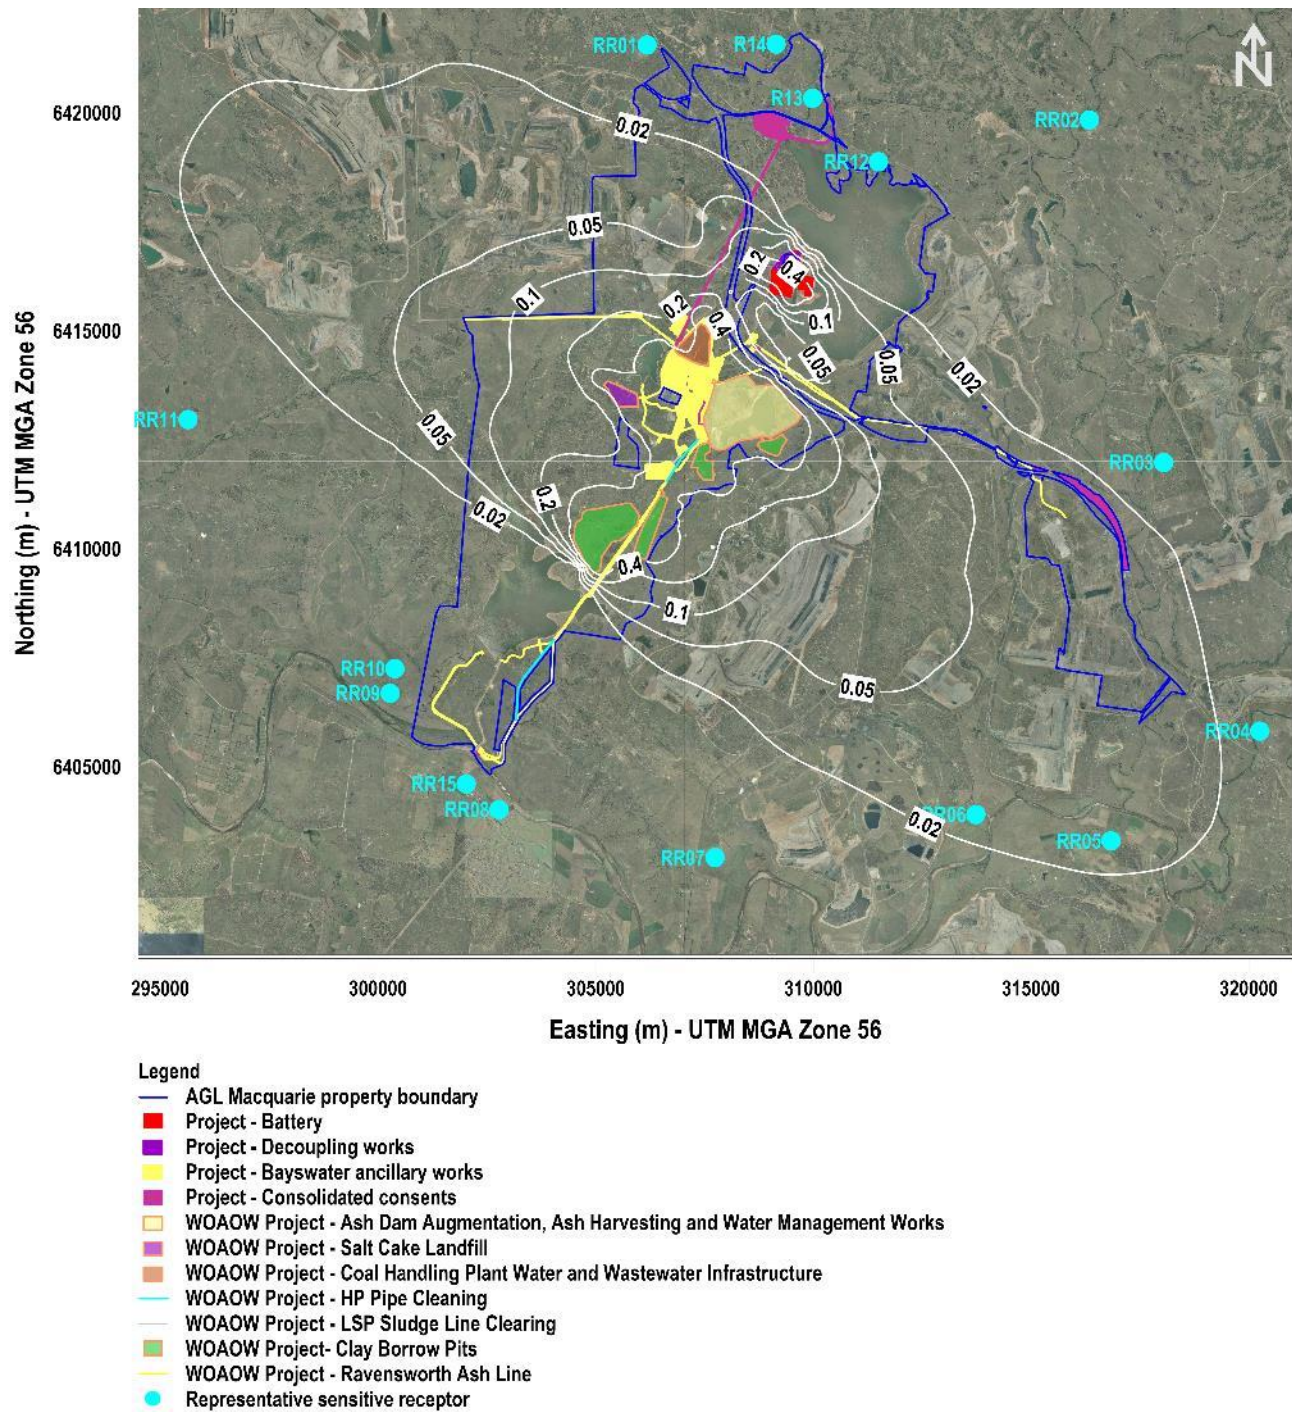 N
RR01
R14
R13
RR02
RR12
6420000
0.02
0.05
0.2
0.4
0.1
0.2
0.4
0.1
6415000
0.05
0.05
0.02
RR11
0.05
RR03
0.2
0.02
6410000
0.4
0.1
RR10
RR09
0.05
RR04
6405000
RR15
RR08
RR06
0.02
RR05
RR07
Northing (m) - UTM MGA Zone 56
295000 300000 305000 310000 315000 320000
Easting (m) - UTM MGA Zone 56
Legend
AGL Macquarie property boundary
Project - Battery
Project - Decoupling works
Project - Bayswater ancillary works
Project - Consolidated consents
WOAOW Project - Ash Dam Augmentation, Ash Harvesting and Water Management Works
WOAOW Project - Salt Cake Landfill
WOAOW Project - Coal Handling Plant Water and Wastewater Infrastructure
WOAOW Project - HP Pipe Cleaning
WOAOW Project - LSP Sludge Line Clearing
WOAOW Project- Clay Borrow Pits
WOAOW Project - Ravensworth Ash Line
Representative sensitive receptor